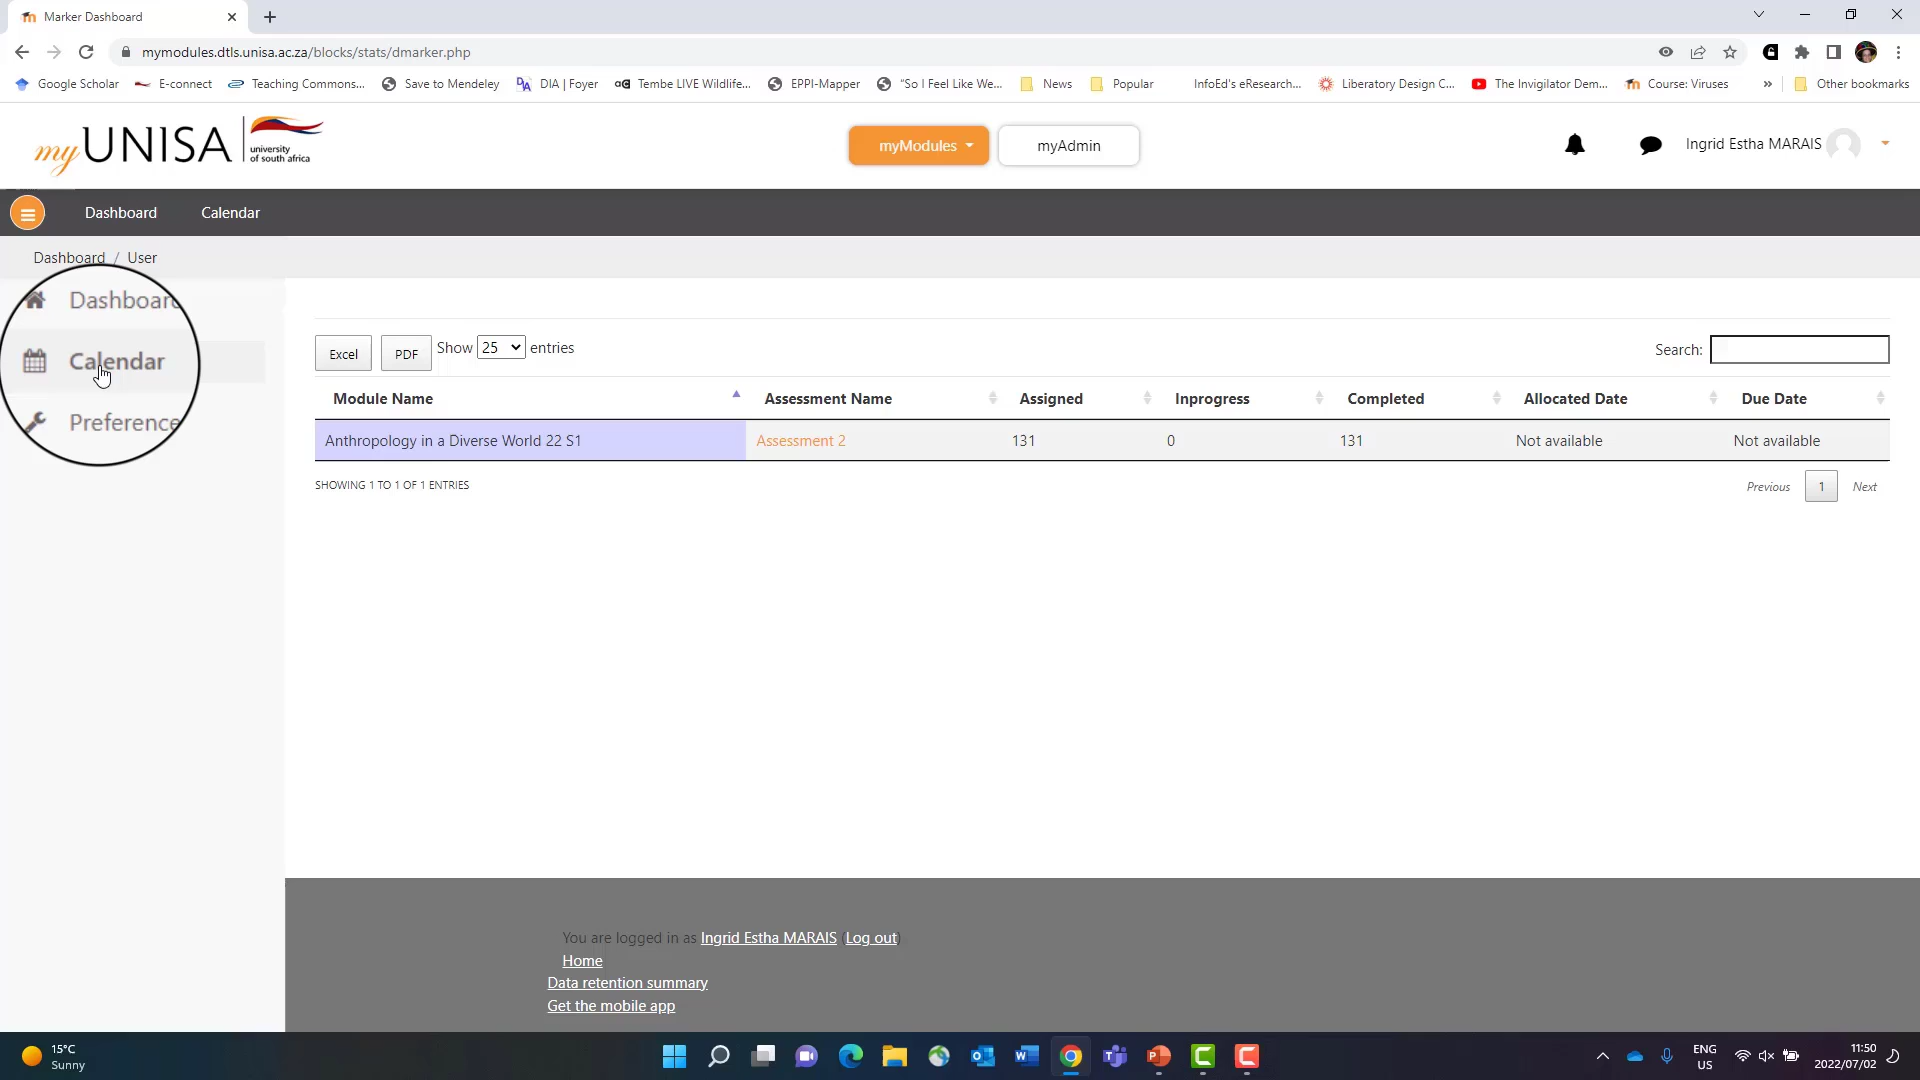 Marker Dashboard
mymodules.dtls.unisa.ac.za/blocks/stats/dmarker.php
Google Scholar E-connect Teaching Commons... Save to Mendeley DIA | Foyer Tembe LIVE Wildlife... EPPI-Mapper "So I Feel Like We... News Popular InfoEd's eResearch... Liberatory Design C... The Invigilator Dem... Course: Viruses » Other bookmarks
myUNISA university
of south africa
myModules myAdmin Ingrid Estha MARAIS
Dashboard Calendar
Dashboard / User
Dashboard
Calendar
Preference
Excel PDF Show 25 entries Search:
Module Name Assessment Name Assigned Inprogress Completed Allocated Date Due Date
Anthropology in a Diverse World 22 S1 Assessment 2 131 0 131 Not available Not available
SHOWING 1 TO 1 OF 1 ENTRIES Previous 1 Next
You are logged in as Ingrid Estha MARAIS (Log out)
Home
Data retention summary
Get the mobile app
15°C
Sunny
ENG
US
11:50
2022/07/02